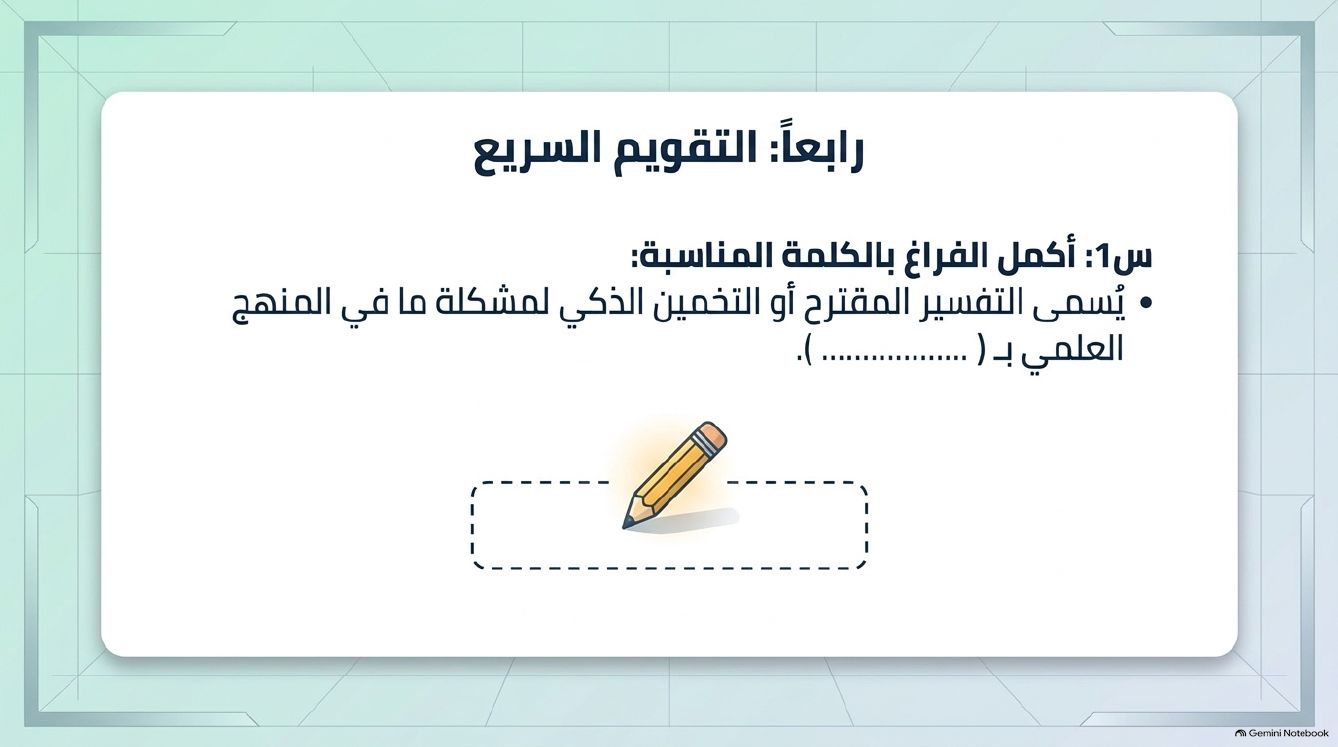 رابعاً: التقويم السريع
س1: أكمل الفراغ بالكلمة المناسبة:
• يُسمى التفسير المقترح أو التخمين الذكي لمشكلة ما في المنهج
العلمي بـ ( .................. ).
Gemini Notebook